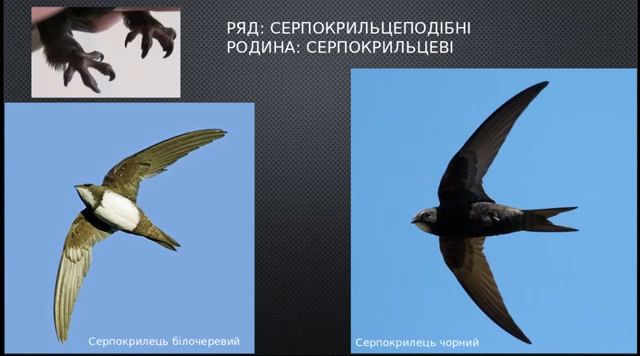 РЯД: СЕРПОКРИЛЬЦЕПОДІБНІ
РОДИНА: СЕРПОКРИЛЬЦЕВІ
Серпокрилець білочеревий
Серпокрилець чорний